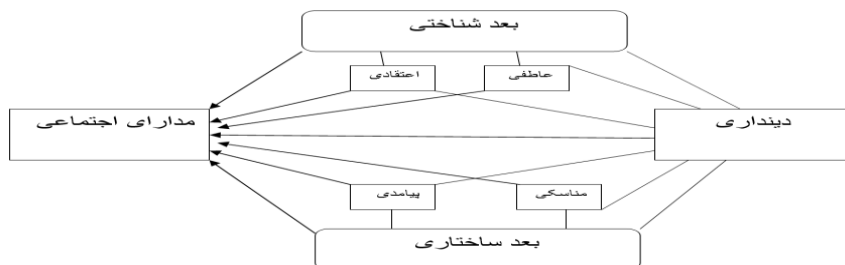 بعد شناختی
عاطفی
اعتقادی
دینداری
مدارای اجتماعی
مناسکی
پیامدی
بعد ساختاری